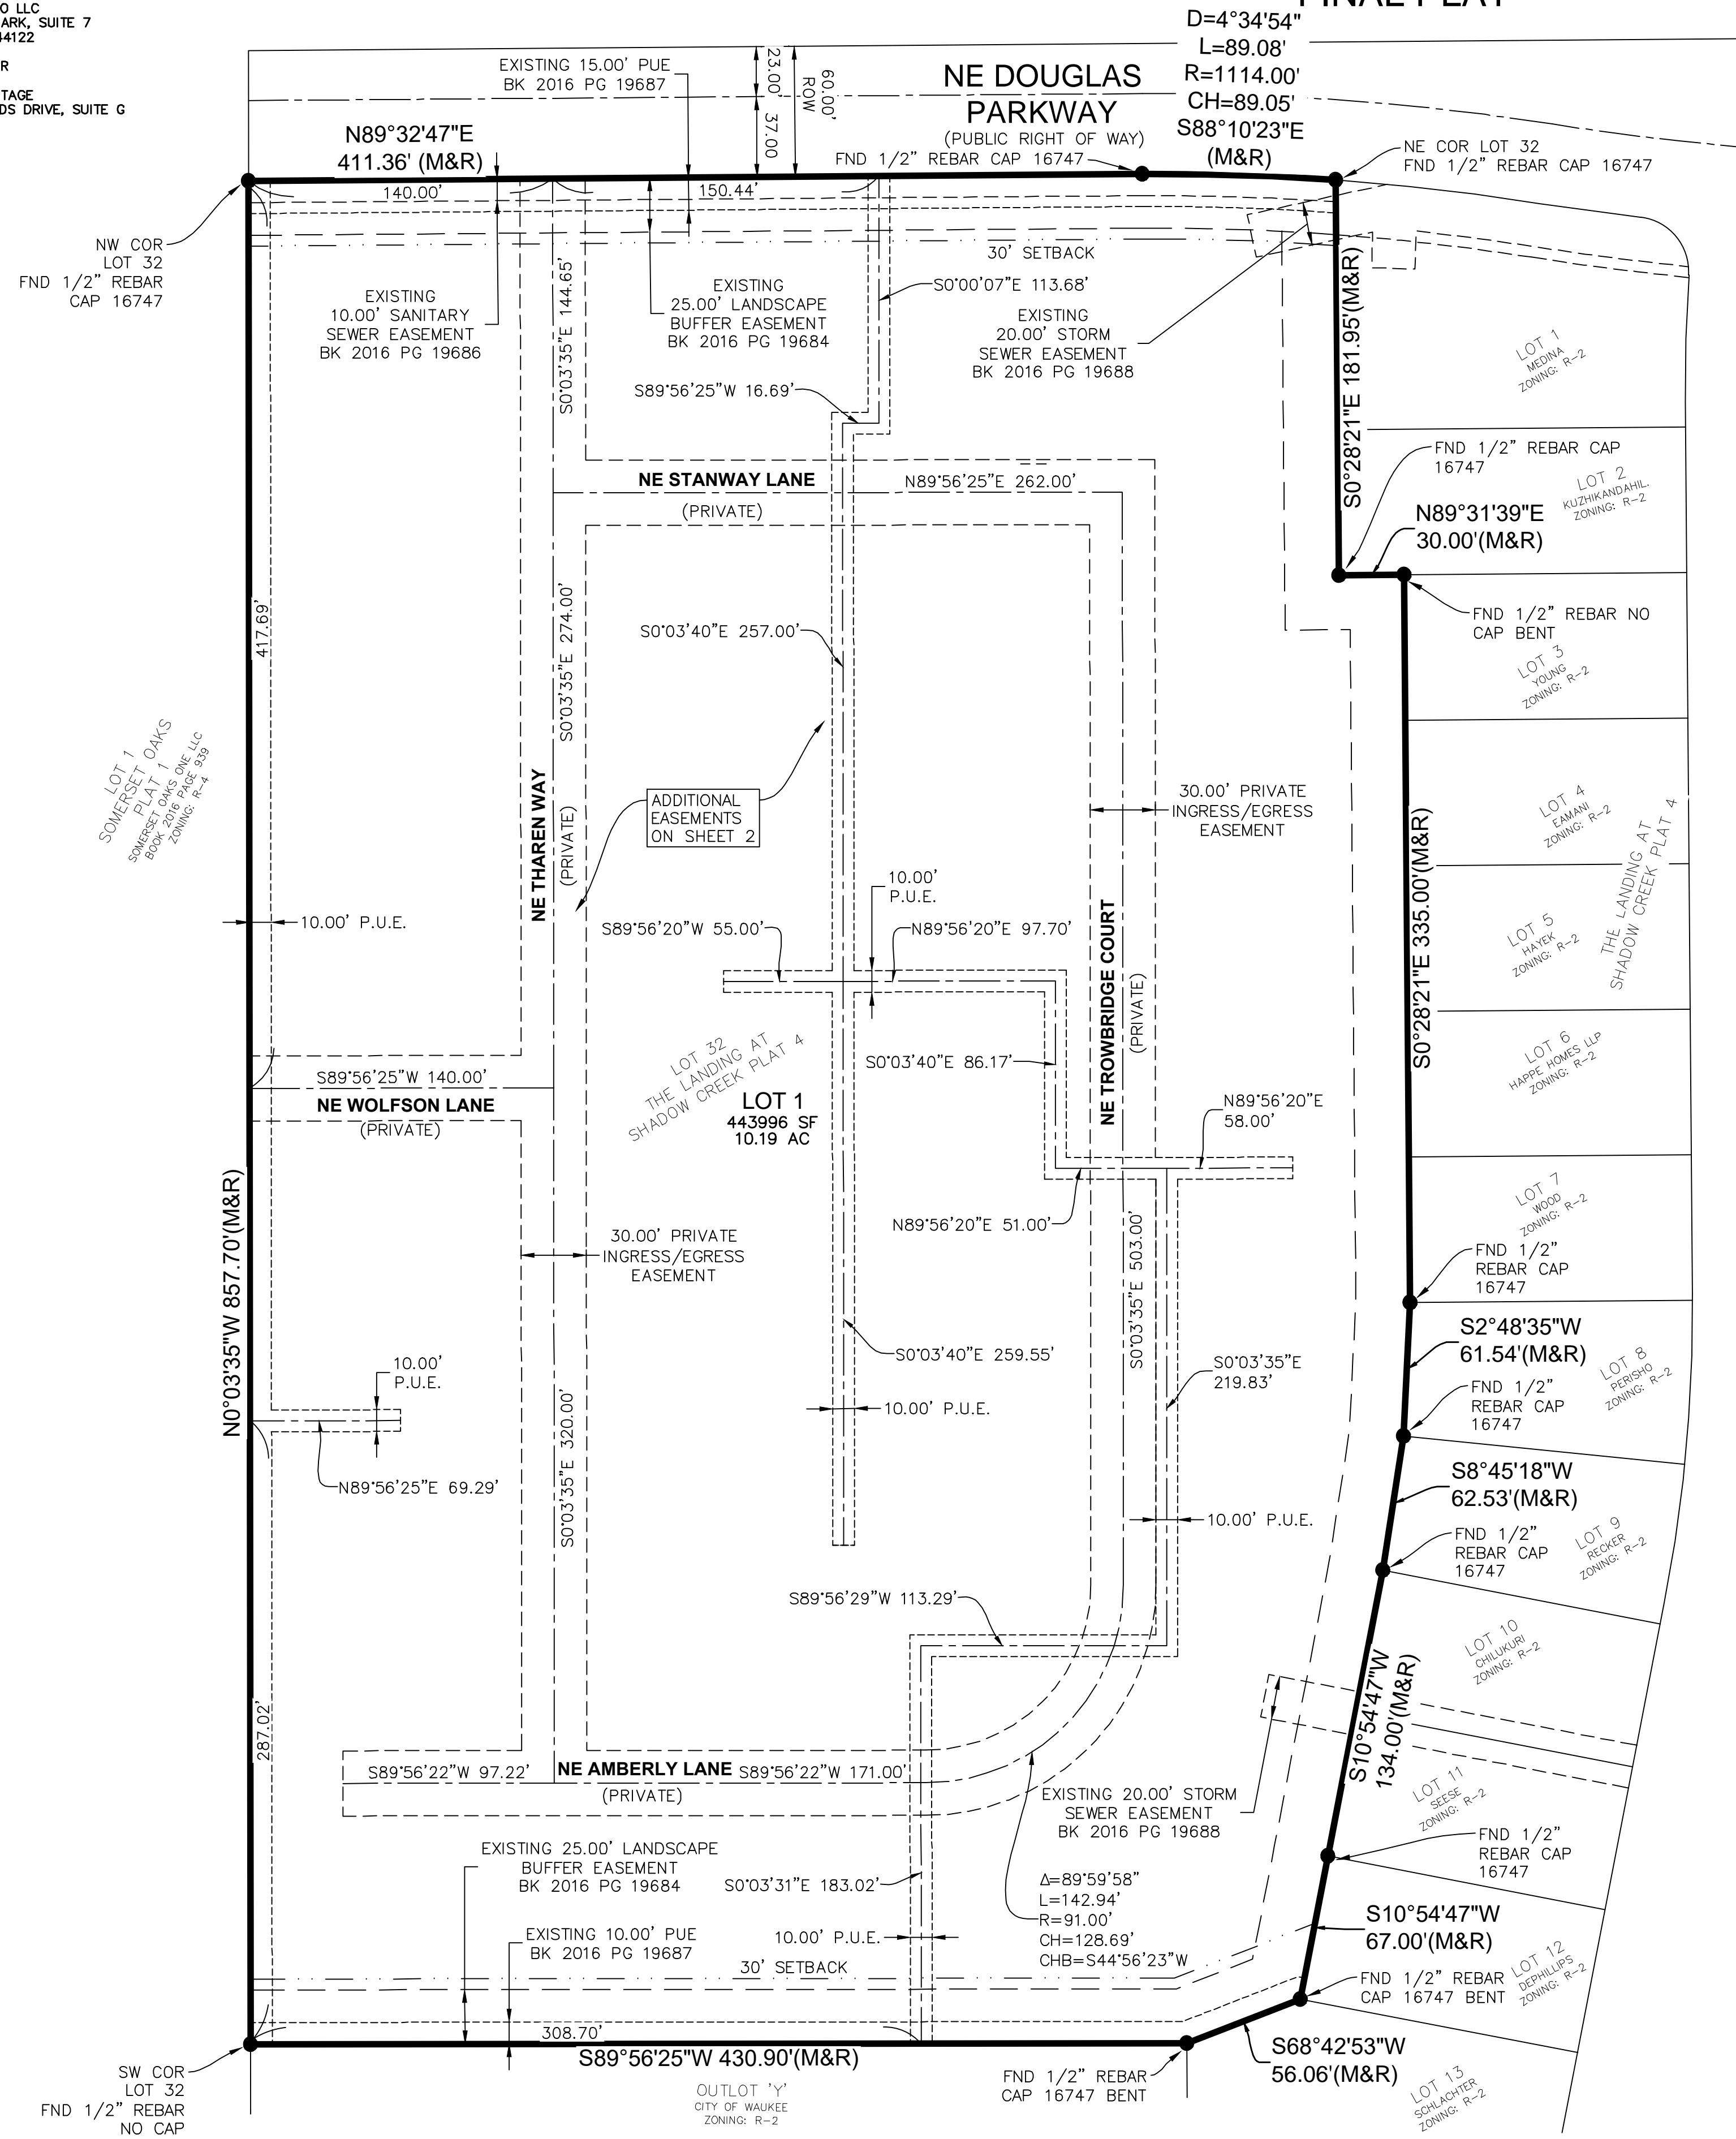 O LLC
ARK, SUITE 7
44122
R
TAGE
DS DRIVE, SUITE G
FINAL PLAT
D=4°34'54"
L=89.08'
R=1114.00'
CH=89.05'
S88°10'23"E
(M&R)
EXISTING 15.00' PUE
BK 2016 PG 19687
23.00'
37.00
60.00'
ROW
NE DOUGLAS
PARKWAY
(PUBLIC RIGHT OF WAY)
N89°32'47"E
411.36' (M&R)
FND 1/2" REBAR CAP 16747
NE COR LOT 32
FND 1/2" REBAR CAP 16747
140.00'
150.44'
NW COR
LOT 32
FND 1/2" REBAR
CAP 16747
30' SETBACK
EXISTING
10.00' SANITARY
SEWER EASEMENT
BK 2016 PG 19686
S0°03'35"E 144.65'
EXISTING
25.00' LANDSCAPE
BUFFER EASEMENT
BK 2016 PG 19684
S0°00'07"E 113.68'
EXISTING
20.00' STORM
SEWER EASEMENT
BK 2016 PG 19688
S0°28'21"E 181.95'(M&R)
LOT 1
MEDINA
ZONING: R-2
S89°56'25"W 16.69'
FND 1/2" REBAR CAP
16747
LOT 2
KUZHIKANDAHIL.
ZONING: R-2
NE STANWAY LANE
N89°56'25"E 262.00'
(PRIVATE)
N89°31'39"E
30.00'(M&R)
FND 1/2" REBAR NO
CAP BENT
417.69'
S0°03'35"E 274.00'
S0°03'40"E 257.00'
LOT 3
YOUNG
ZONING: R-2
LOT 1
SOMERSET OAKS
PLAT 1
SOMERSET OAKS ONE LLC
BOOK 2016 PAGE 939
ZONING: R-4
NE THAREN WAY
(PRIVATE)
ADDITIONAL
EASEMENTS
ON SHEET 2
30.00' PRIVATE
INGRESS/EGRESS
EASEMENT
LOT 4
EAMANI
ZONING: R-2
S0°28'21"E 335.00'(M&R)
THE LANDING AT
SHADOW CREEK PLAT 4
10.00' P.U.E.
10.00'
P.U.E.
S89°56'20"W 55.00'
N89°56'20"E 97.70'
NE TROWBRIDGE COURT
(PRIVATE)
LOT 5
HAYEK
ZONING: R-2
S89°56'25"W 140.00'
NE WOLFSON LANE
(PRIVATE)
LOT 32
THE LANDING AT
SHADOW CREEK PLAT 4
LOT 1
443996 SF
10.19 AC
S0°03'40"E 86.17'
N89°56'20"E
58.00'
LOT 6
HAPPE HOMES LLP
ZONING: R-2
N0°03'35"W 857.70'(M&R)
30.00' PRIVATE
INGRESS/EGRESS
EASEMENT
N89°56'20"E 51.00'
S0°03'35"E 503.00'
LOT 7
WOOD
ZONING: R-2
FND 1/2"
REBAR CAP
16747
S2°48'35"W
61.54'(M&R)
10.00'
P.U.E.
S0°03'40"E 259.55'
S0°03'35"E
219.83'
LOT 8
PERISHO
ZONING: R-2
FND 1/2"
REBAR CAP
16747
10.00' P.U.E.
S0°03'35"E 320.00'
N89°56'25"E 69.29'
S8°45'18"W
62.53'(M&R)
10.00' P.U.E.
FND 1/2"
REBAR CAP
16747
LOT 9
RECKER
ZONING: R-2
S89°56'29"W 113.29'
LOT 10
CHILUKURI
ZONING: R-2
287.02'
S10°54'47"W
134.00'(M&R)
S89°56'22"W 97.22'
NE AMBERLY LANE
S89°56'22"W 171.00'
(PRIVATE)
EXISTING 20.00' STORM
SEWER EASEMENT
BK 2016 PG 19688
LOT 11
SEESE
ZONING: R-2
EXISTING 25.00' LANDSCAPE
BUFFER EASEMENT
BK 2016 PG 19684
S0°03'31"E 183.02'
Δ=89°59'58"
L=142.94'
R=91.00'
CH=128.69'
CHB=S44°56'23"W
FND 1/2"
REBAR CAP
16747
S10°54'47"W
67.00'(M&R)
EXISTING 10.00' PUE
BK 2016 PG 19687
10.00' P.U.E.
30' SETBACK
FND 1/2" REBAR
CAP 16747 BENT
LOT 12
DEPHILLIPS
ZONING: R-2
308.70'
S89°56'25"W 430.90'(M&R)
S68°42'53"W
56.06'(M&R)
SW COR
LOT 32
FND 1/2" REBAR
NO CAP
OUTLOT 'Y'
CITY OF WAUKEE
ZONING: R-2
FND 1/2" REBAR
CAP 16747 BENT
LOT 13
SCHLACHTER
ZONING: R-2